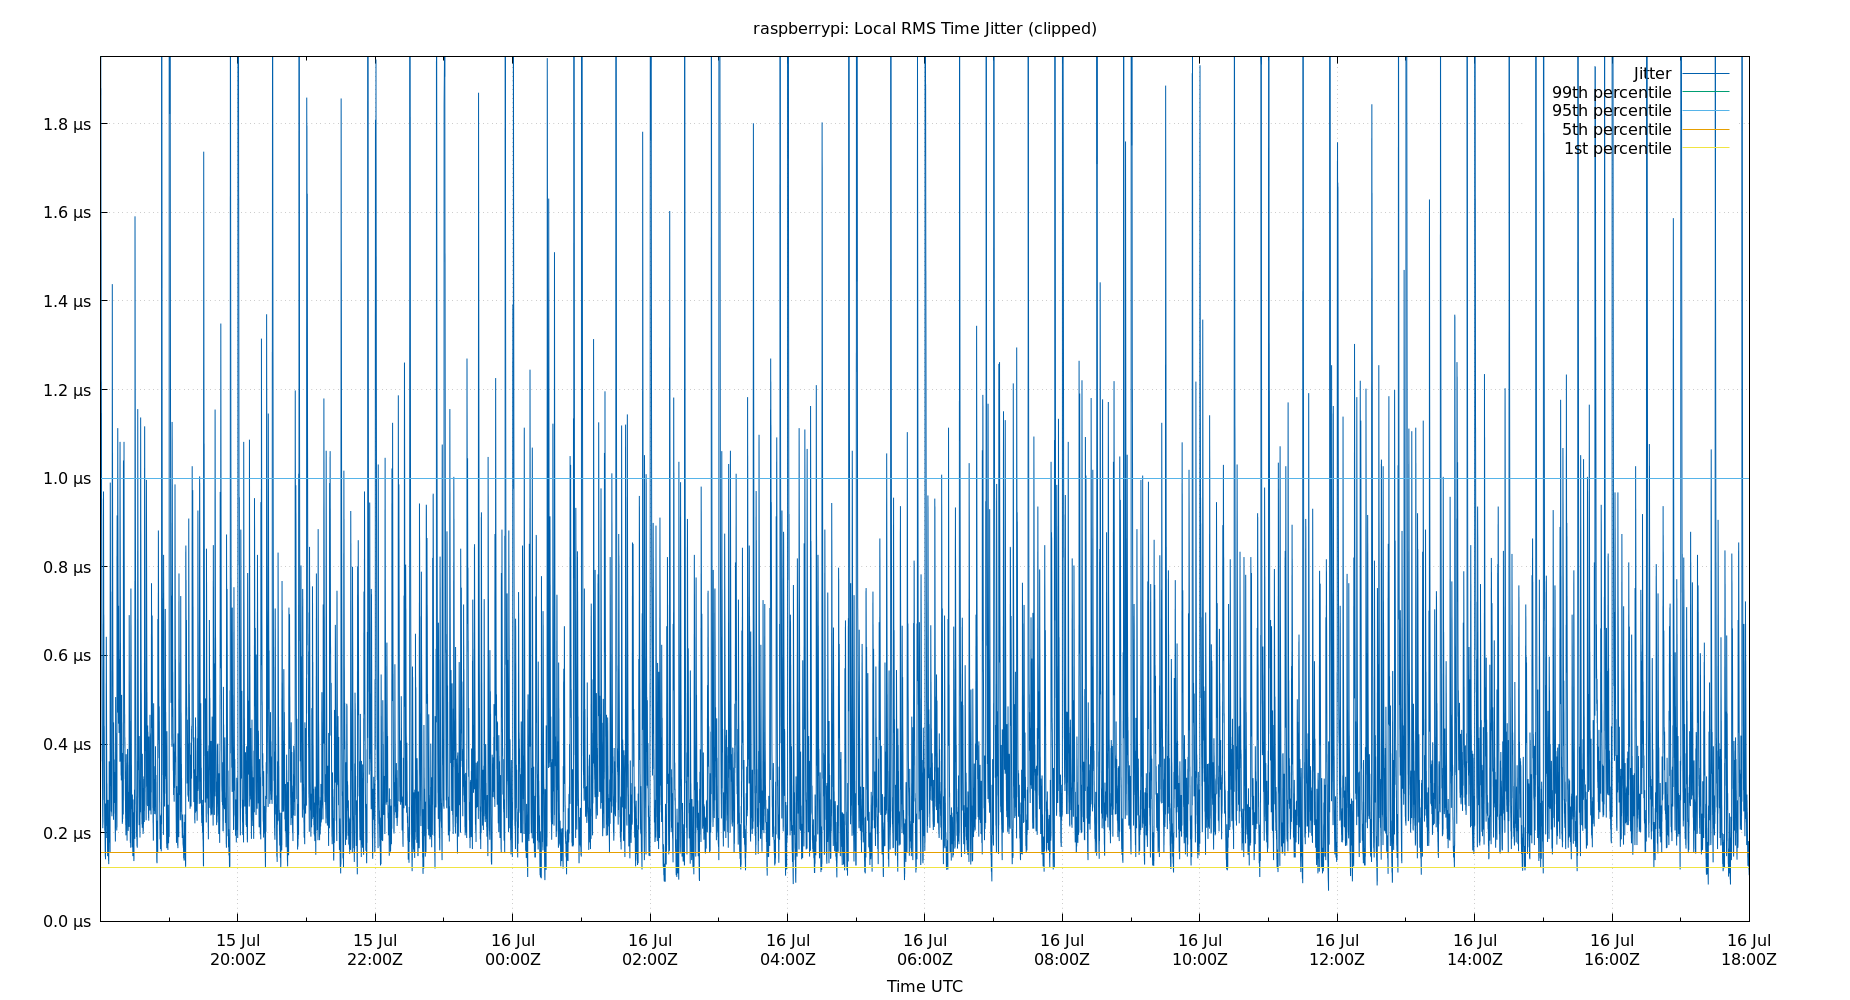 raspberrypi: Local RMS Time Jitter (clipped)
Jitter
99th percentile
95th percentile
5th percentile
1st percentile
1.8 μs
1.6 μs
1.4 μs
1.2 μs
1.0 μs
0.8 μs
0.6 μs
0.4 μs
0.2 μs
0.0 μs
15 Jul 15 Jul 16 Jul 16 Jul 16 Jul 16 Jul 16 Jul 16 Jul 16 Jul 16 Jul 16 Jul 16 Jul
20:00Z 22:00Z 00:00Z 02:00Z 04:00Z 06:00Z 08:00Z 10:00Z 12:00Z 14:00Z 16:00Z 18:00Z
Time UTC